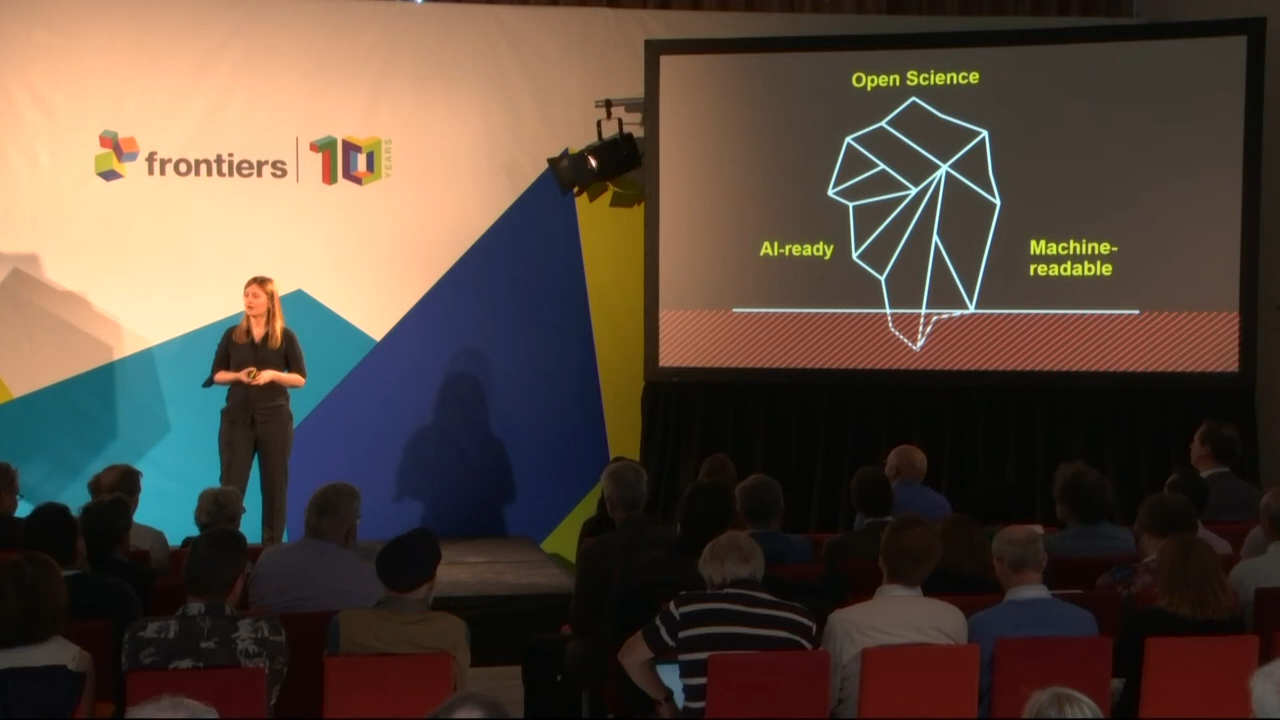 frontiers
10
YEARS
Open Science
AI-ready
Machine-
readable